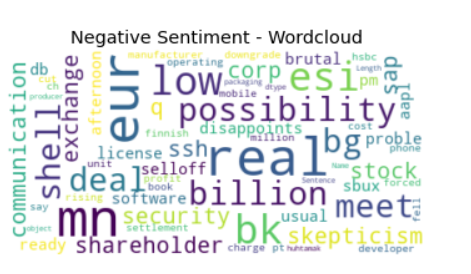 Negative Sentiment - Wordcloud
manufacturer downgrade
operating
brutal hsbc
communication
db
cut
ch
producer
exchange
afternoon
eur
low
corp
esi
packaging
Length
mobile
dtype
pm
sap
aapl
shell
q
possibility
finnish
disappoints
million
cost
proble
phone
license
ssh
real
bg
unit
selloff
deal
profit
book
stock
Name
sbux
forced
rising
software
billion
Sentence
meet
fell
say
mn
security
bk
usual
object
settlement
skepticism
ready
shareholder
charge
pt
huhtamak
developer